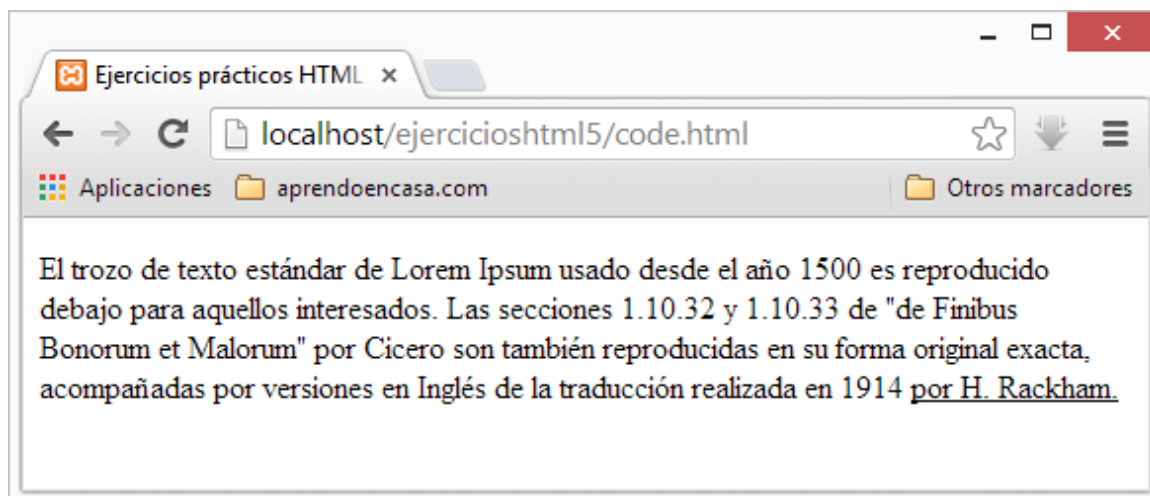 Ejercicios prácticos HTML
localhost/ejercicioshtml5/code.html
Aplicaciones aprendoencasa.com Otros marcadores
El trozo de texto estándar de Lorem Ipsum usado desde el año 1500 es reproducido
debajo para aquellos interesados. Las secciones 1.10.32 y 1.10.33 de "de Finibus
Bonorum et Malorum" por Cicero son también reproducidas en su forma original exacta,
acompañadas por versiones en Inglés de la traducción realizada en 1914 por H. Rackham.